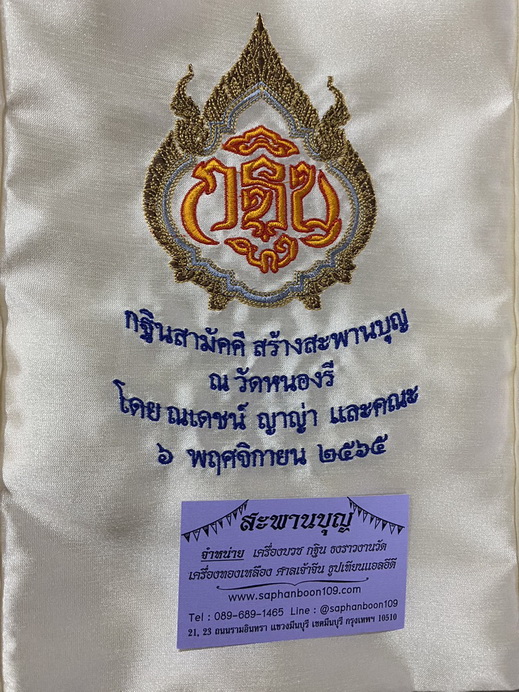 กฐิน
กฐินสามัคคี สร้างสะพานบุญ
ณ วัดหนองรี
โดย ณเดชน์ ญาญ่า และคณะ
๖ พฤศจิกายน ๒๕๖๕
สะพานบุญ
จำหน่าย เครื่องบวช กฐิน ธงราวงานวัด
เครื่องทองเหลือง ศาลเจ้าจีน ธูปเทียนแอลอีดี
www.saphanboon109.com
Tel : 089-689-1465 Line : @saphanboon109
21, 23 ถนนรามอินทรา แขวงมีนบุรี เขตมีนบุรี กรุงเทพฯ 10510